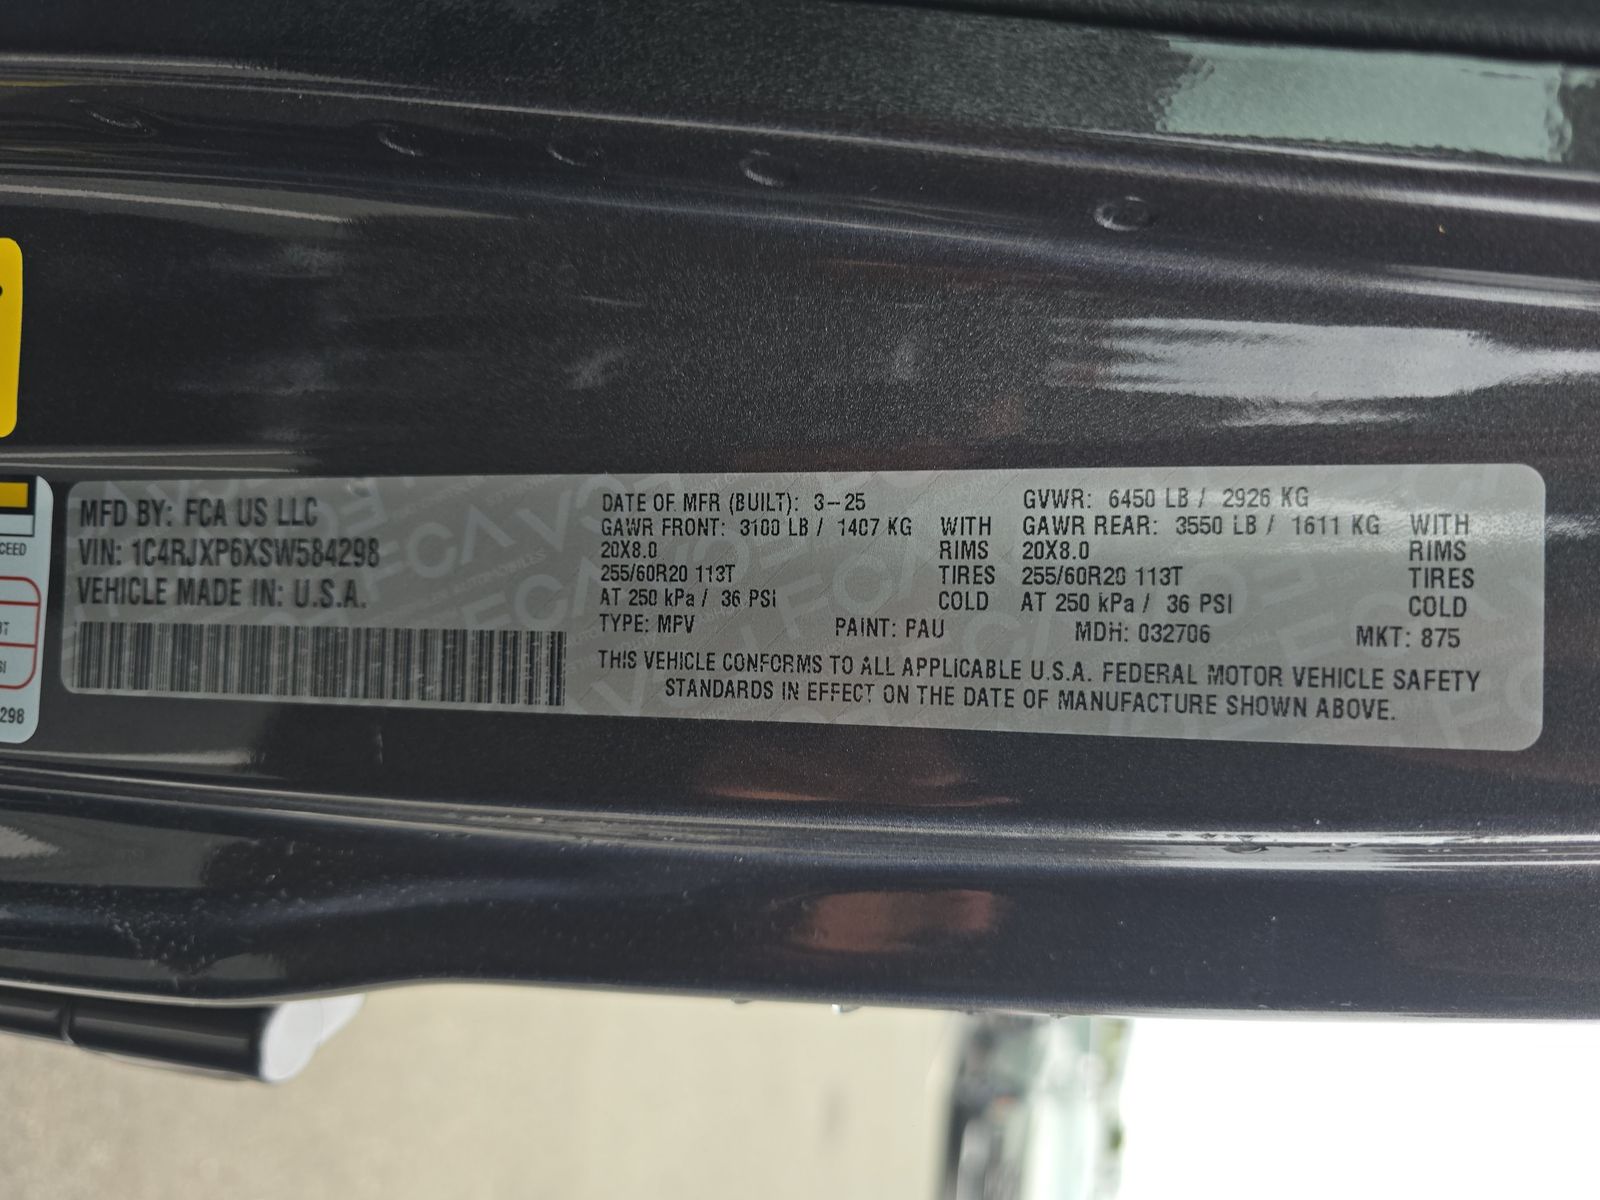 MFD BY: FCA US LLC
VIN: 1C4RJXP6XSW584298
VEHICLE MADE IN: U.S.A.
DATE OF MFR (BUILT): 3-25
GAWR FRONT: 3100 LB / 1407 KG WITH
20X8.0 RIMS
255/60R20 113T TIRES
AT 250 kPa / 36 PSI COLD
GVWR: 6450 LB / 2926 KG
GAWR REAR: 3550 LB / 1611 KG WITH
20X8.0 RIMS
255/60R20 113T TIRES
AT 250 kPa / 36 PSI COLD
TYPE: MPV PAINT: PAU MDH: 032706 MKT: 875
THIS VEHICLE CONFORMS TO ALL APPLICABLE U.S.A. FEDERAL MOTOR VEHICLE SAFETY
STANDARDS IN EFFECT ON THE DATE OF MANUFACTURE SHOWN ABOVE.
CEED
298